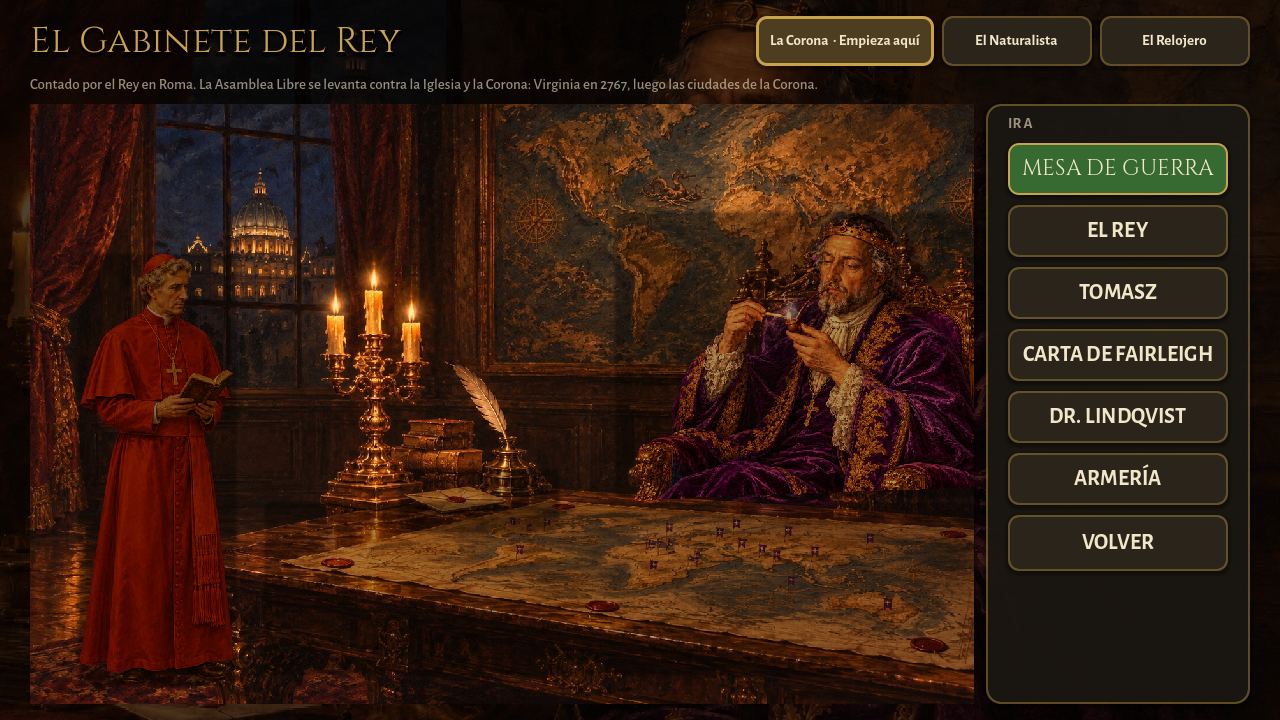 El Gabinete del Rey
La Corona · Empieza aquí
El Naturalista
El Relojero
Contado por el Rey en Roma. La Asamblea Libre se levanta contra la Iglesia y la Corona: Virginia en 2767, luego las ciudades de la Corona.
IR A
MESA DE GUERRA
EL REY
TOMASZ
CARTA DE FAIRLEIGH
DR. LINDQVIST
ARMERÍA
VOLVER